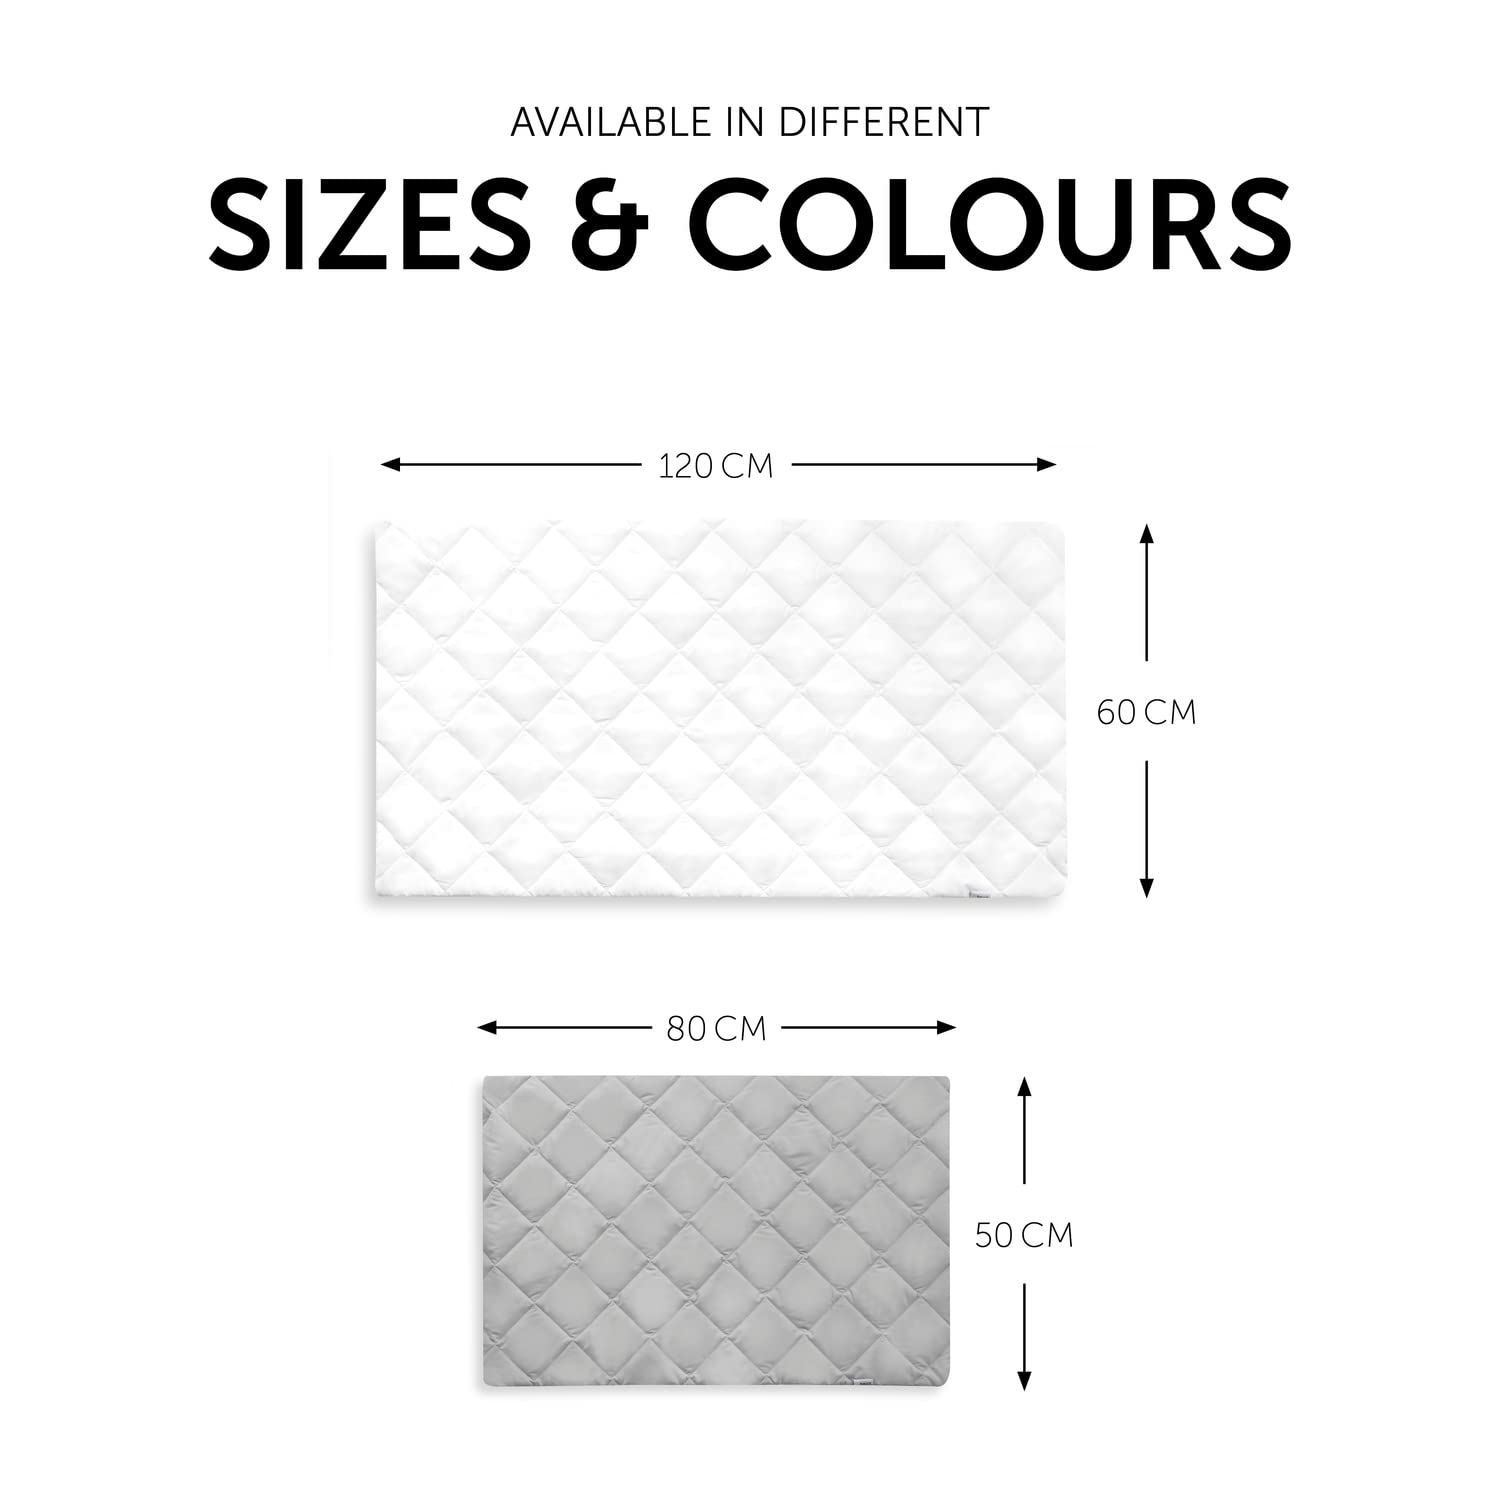 AVAILABLE IN DIFFERENT
SIZES & COLOURS
120 CM
60 CM
80 CM
50 CM